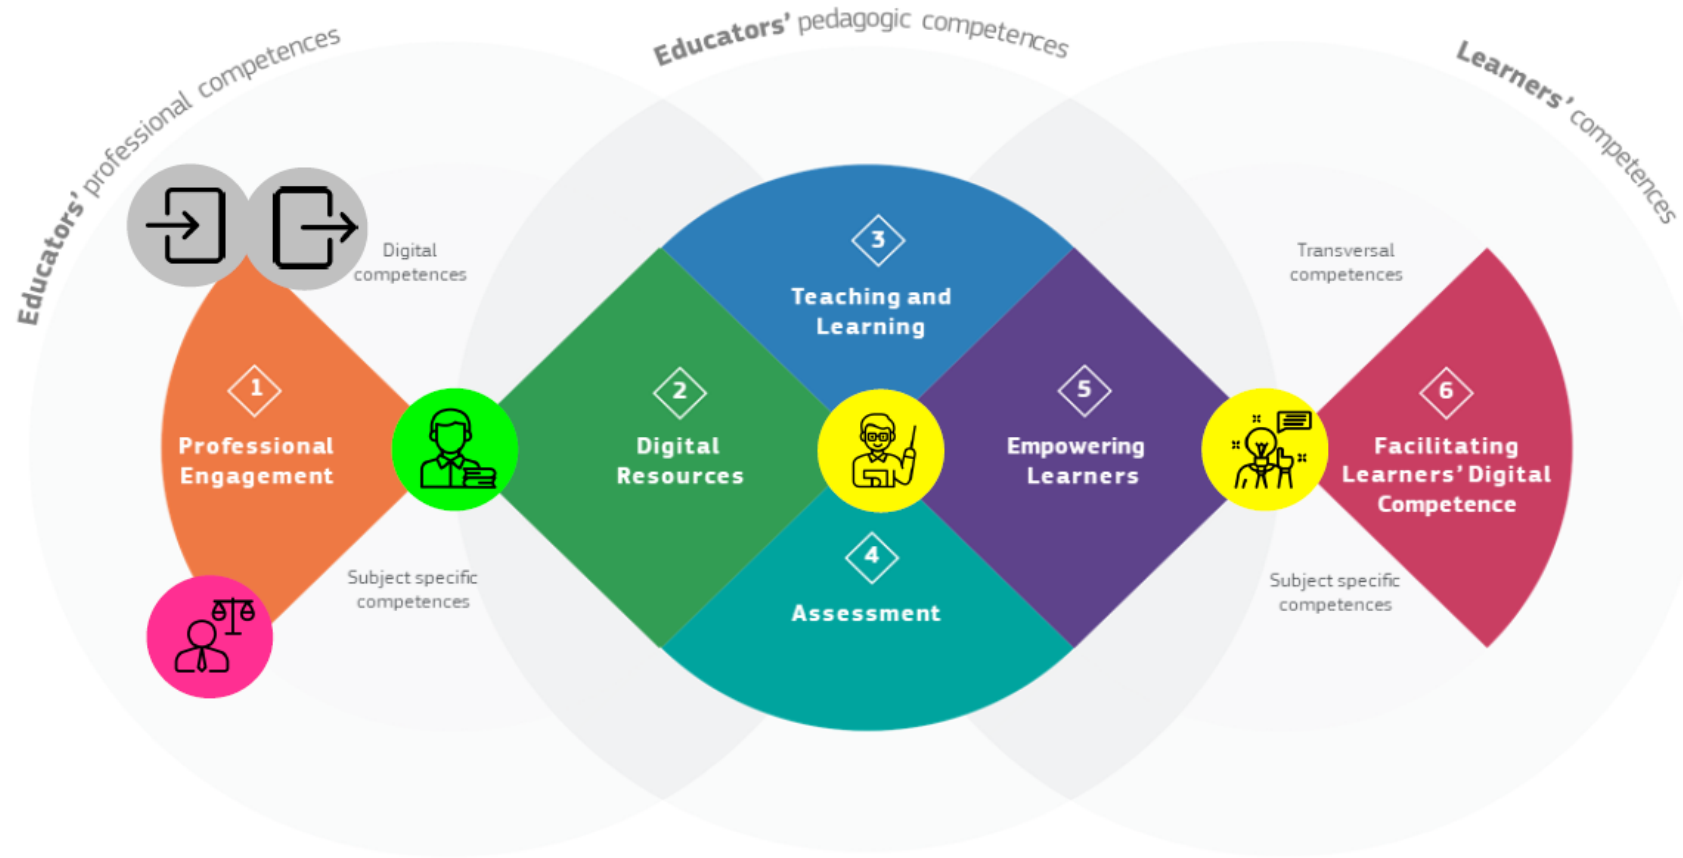 Educators' professional competences
Educators' pedagogic competences
Learners' competences
Digital
competences
Transversal
competences
3
Teaching and
Learning
1
Professional
Engagement
2
Digital
Resources
5
Empowering
Learners
6
Facilitating
Learners' Digital
Competence
4
Assessment
Subject specific
competences
Subject specific
competences